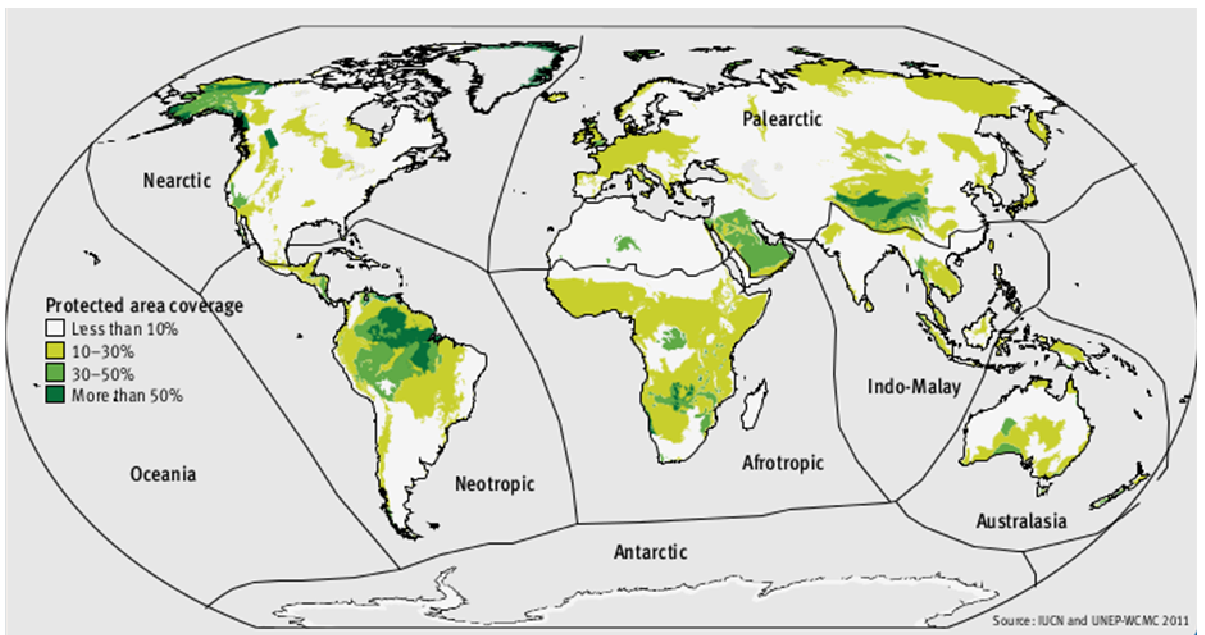 Palearctic
Nearctic
Protected area coverage
Less than 10%
10–30%
30–50%
More than 50%
Indo-Malay
Oceania
Neotropic
Afrotropic
Australasia
Antarctic
Source: IUCN and UNEP-WCMC 2011